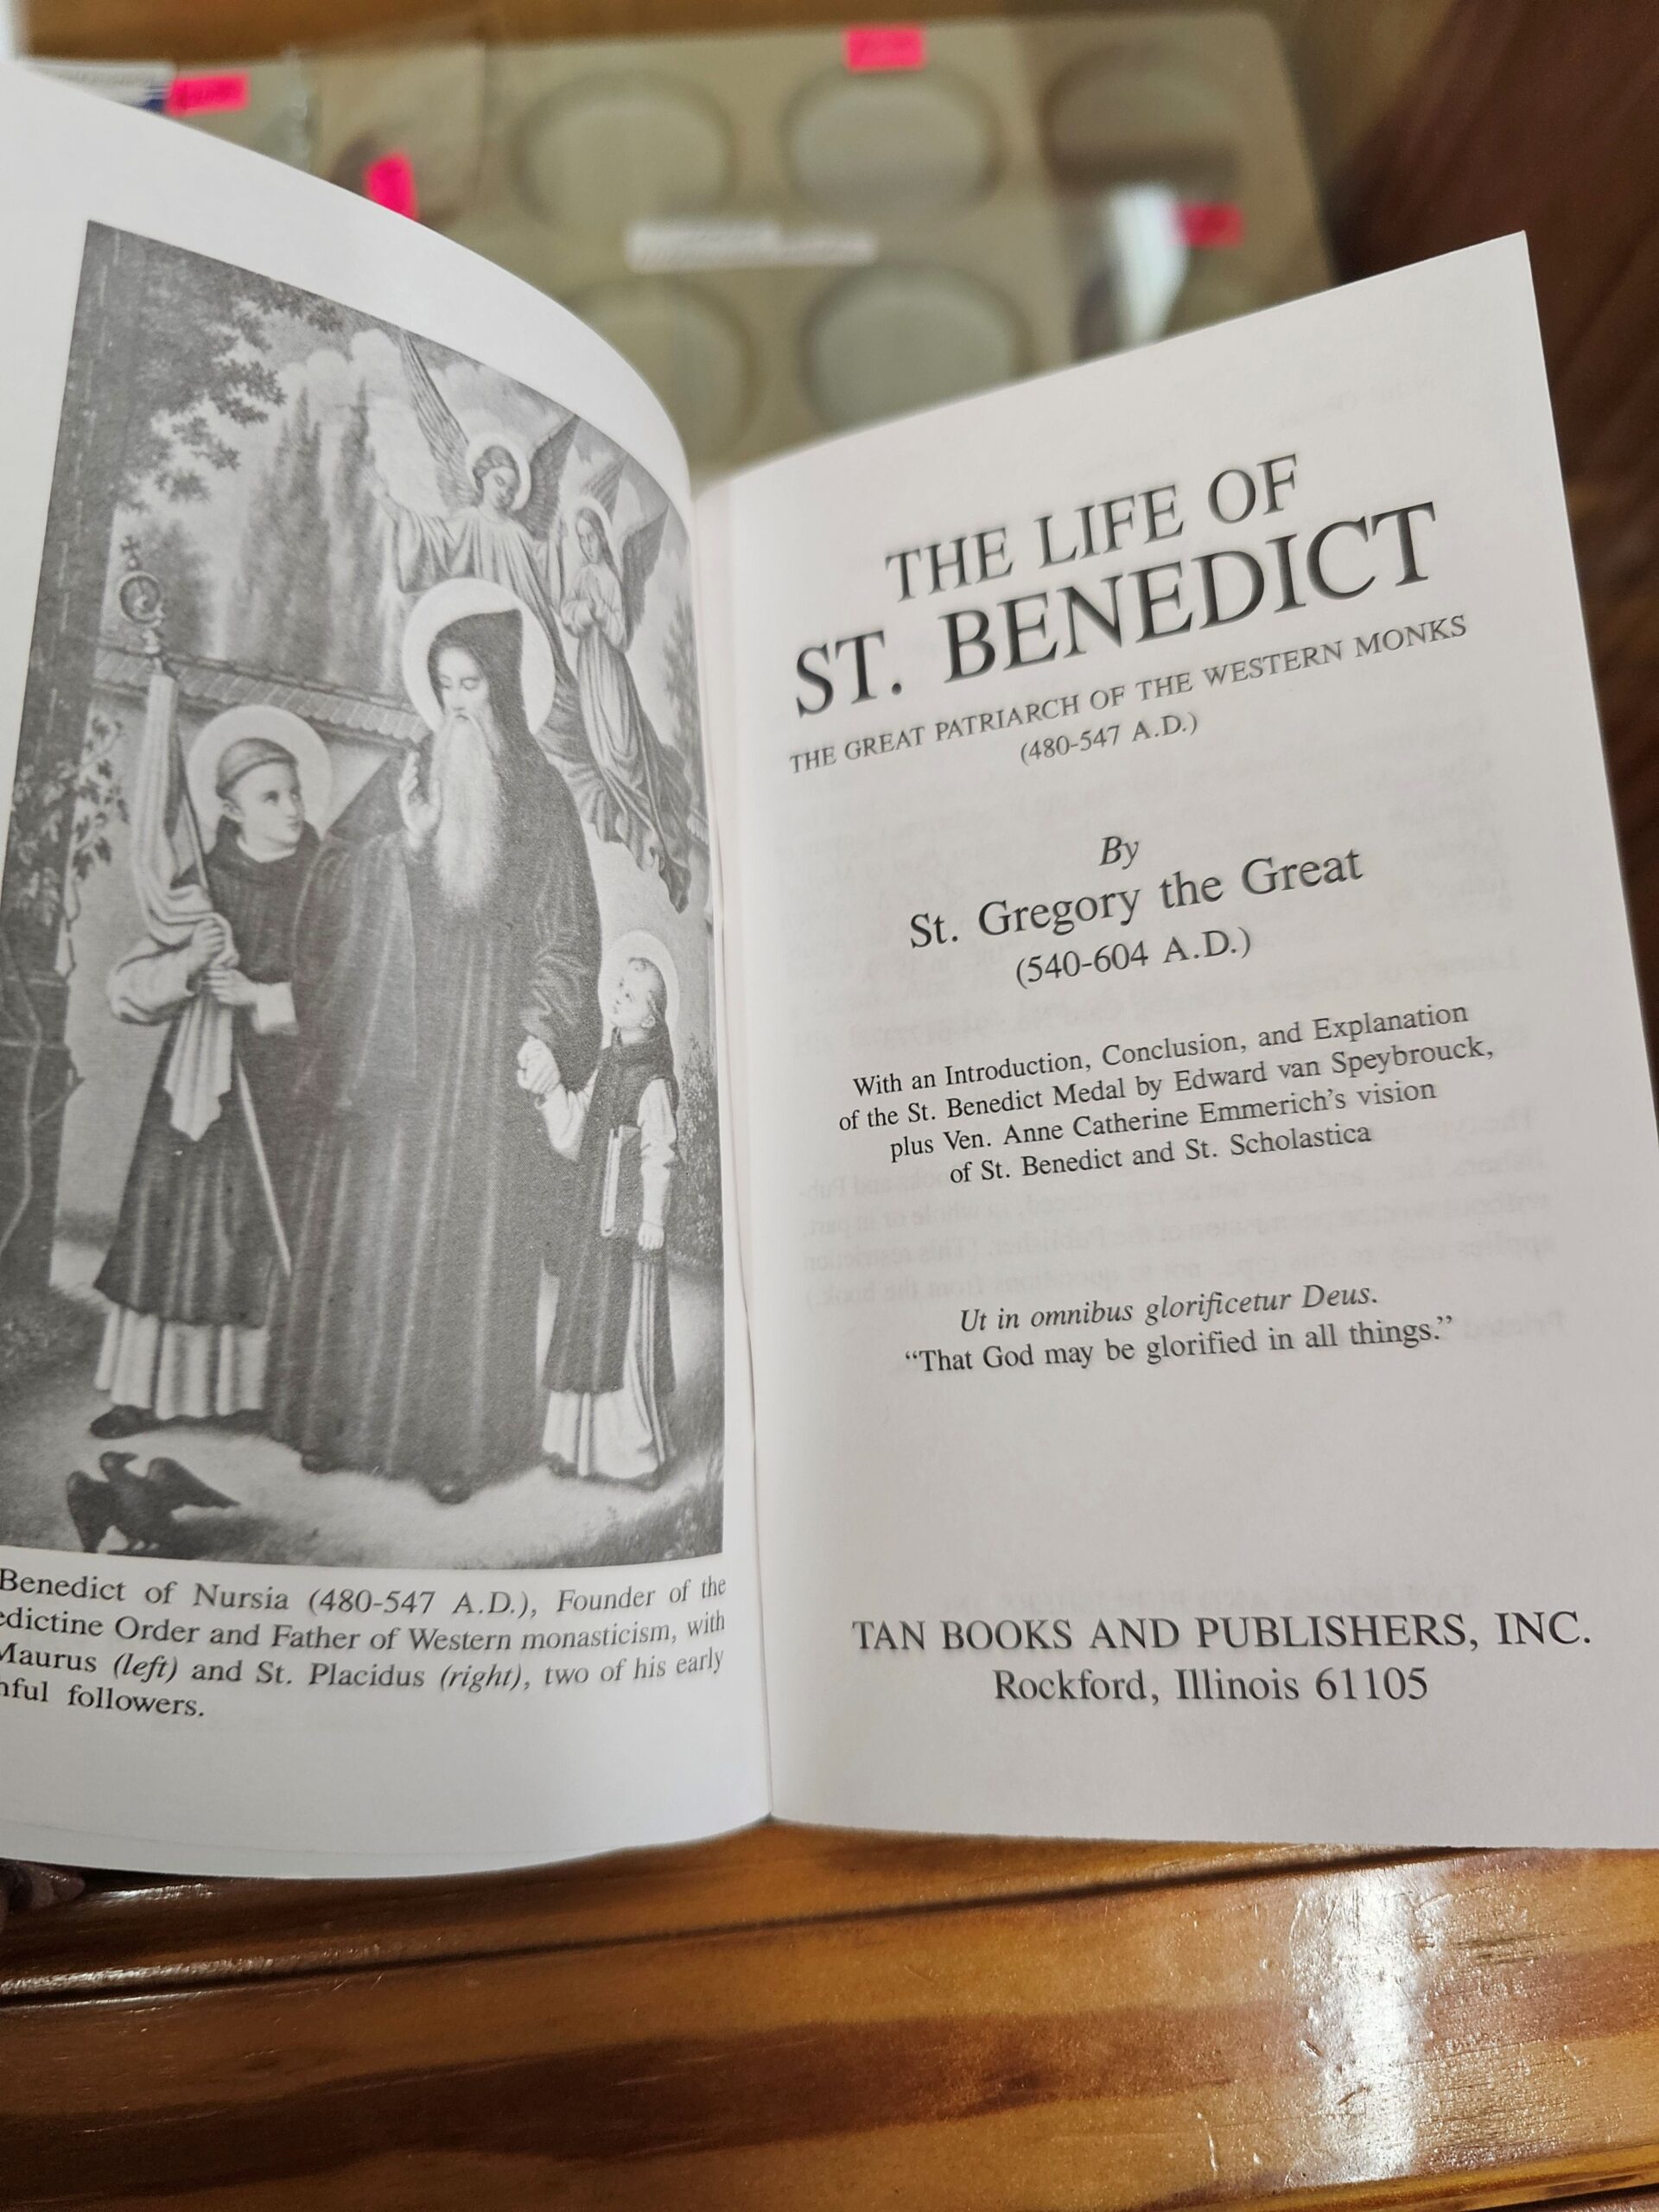 Benedict of Nursia (480-547 A.D.), Founder of the
edictine Order and Father of Western monasticism, with
Maurus (left) and St. Placidus (right), two of his early
followers.
THE LIFE OF
ST. BENEDICT
THE GREAT PATRIARCH OF THE WESTERN MONKS
(480-547 A.D.)
By
St. Gregory the Great
(540-604 A.D.)
With an Introduction, Conclusion, and Explanation
of the St. Benedict Medal by Edward van Speybrouck,
plus Ven. Anne Catherine Emmerich's vision
of St. Benedict and St. Scholastica
Ut in omnibus glorificetur Deus.
“That God may be glorified in all things.”
TAN BOOKS AND PUBLISHERS, INC.
Rockford, Illinois 61105